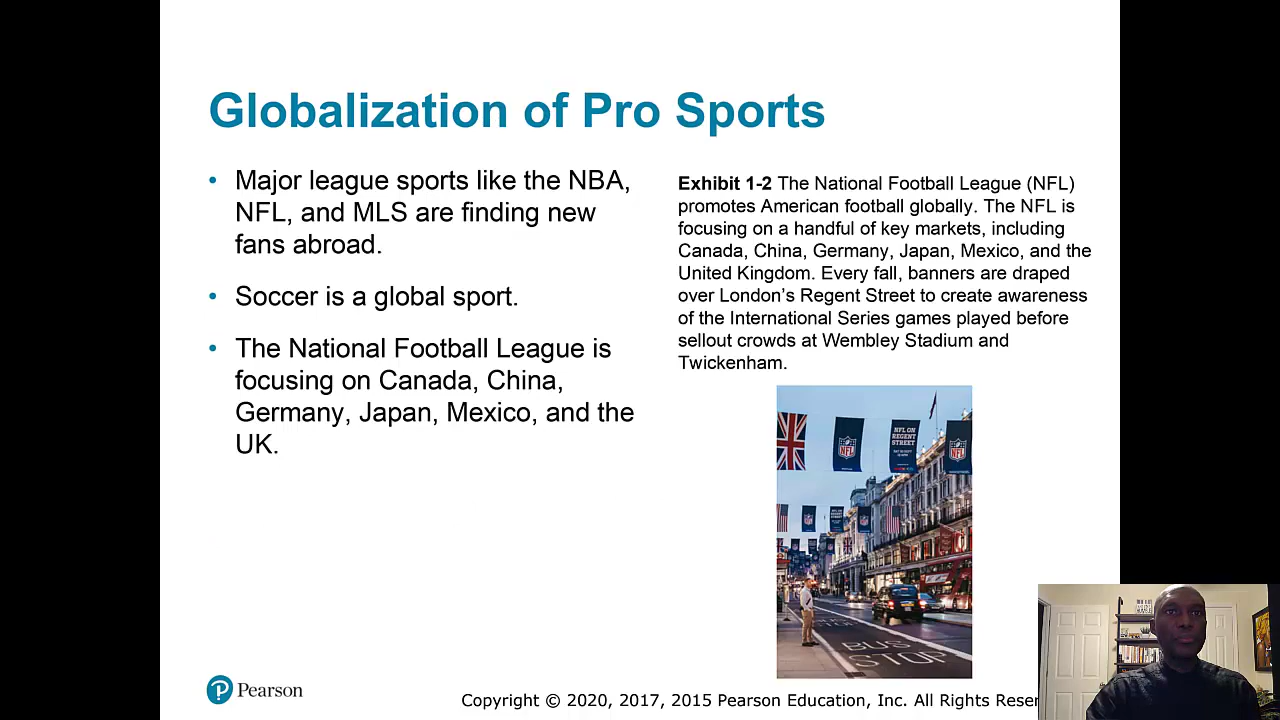 Globalization of Pro Sports
• Major league sports like the NBA,
NFL, and MLS are finding new
fans abroad.
• Soccer is a global sport.
• The National Football League is
focusing on Canada, China,
Germany, Japan, Mexico, and the
UK.
Exhibit 1-2 The National Football League (NFL)
promotes American football globally. The NFL is
focusing on a handful of key markets, including
Canada, China, Germany, Japan, Mexico, and the
United Kingdom. Every fall, banners are draped
over London’s Regent Street to create awareness
of the International Series games played before
sellout crowds at Wembley Stadium and
Twickenham.
NFL
NFL ON
REGENT
STREET
NFL
BUS
STOP
Pearson
Copyright © 2020, 2017, 2015 Pearson Education, Inc. All Rights Reser